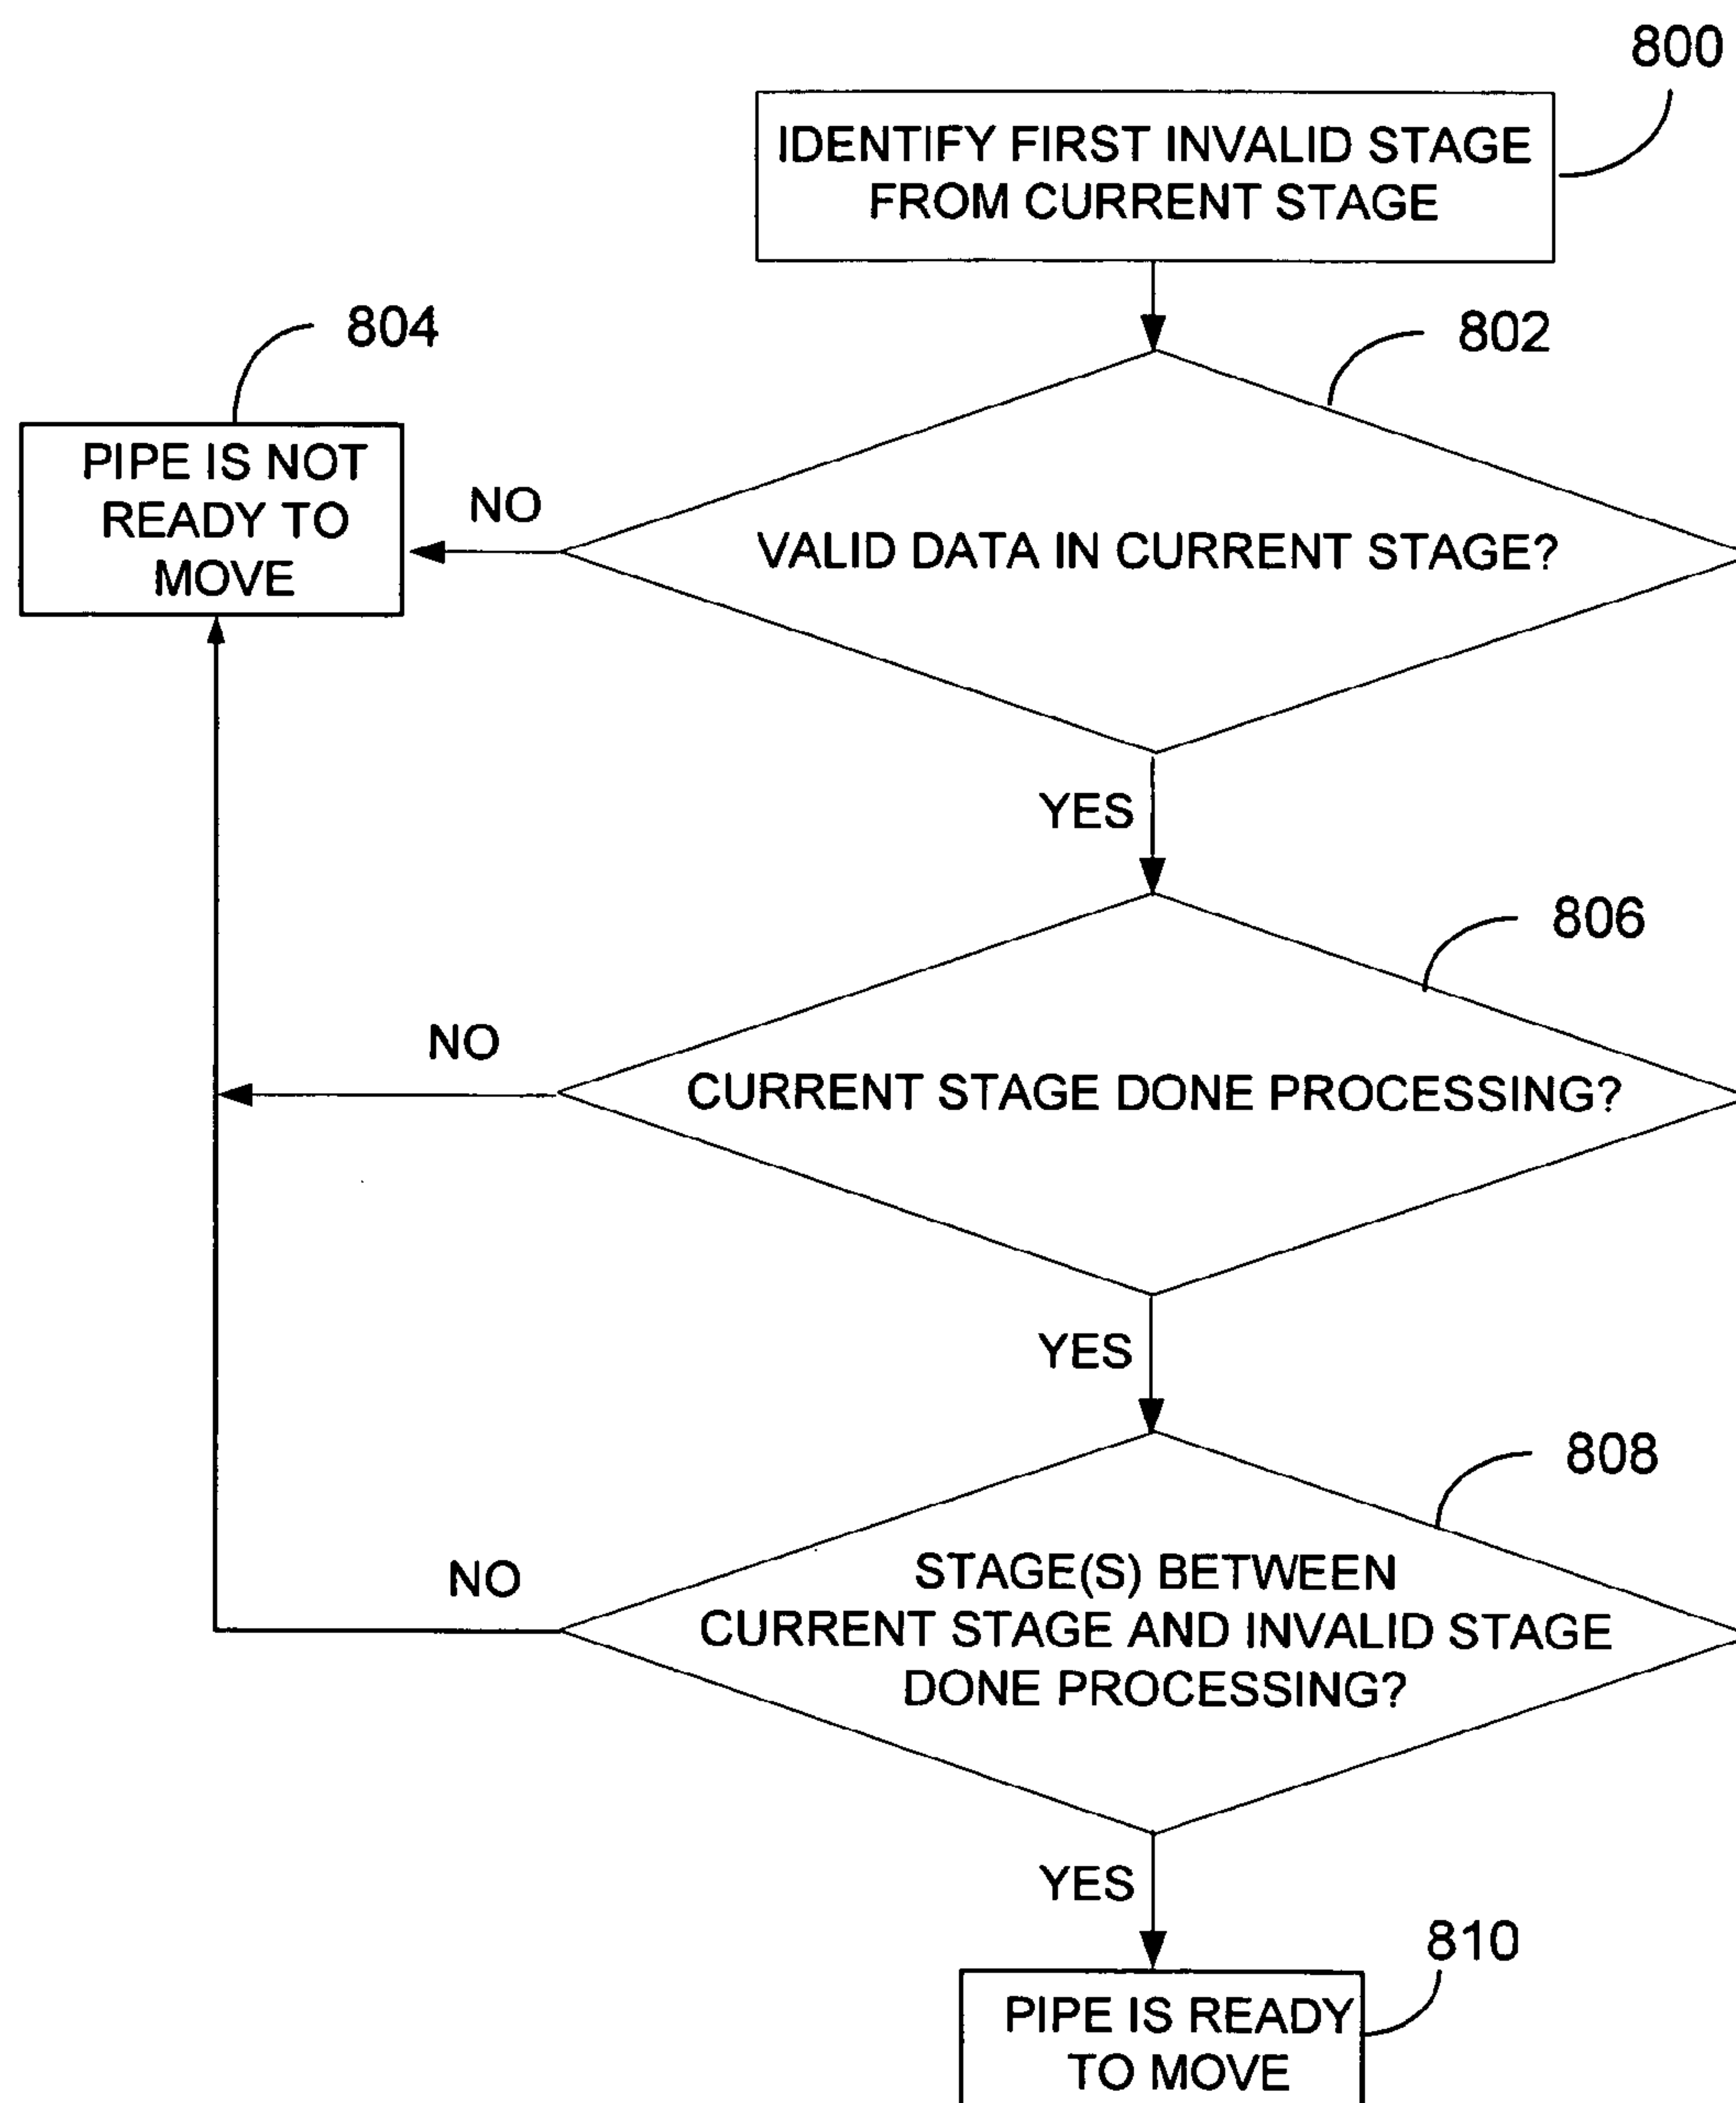 800
IDENTIFY FIRST INVALID STAGE
FROM CURRENT STAGE
804
802
PIPE IS NOT
READY TO
MOVE
NO
VALID DATA IN CURRENT STAGE?
YES
806
NO
CURRENT STAGE DONE PROCESSING?
YES
808
NO
STAGE(S) BETWEEN
CURRENT STAGE AND INVALID STAGE
DONE PROCESSING?
YES
810
PIPE IS READY
TO MOVE